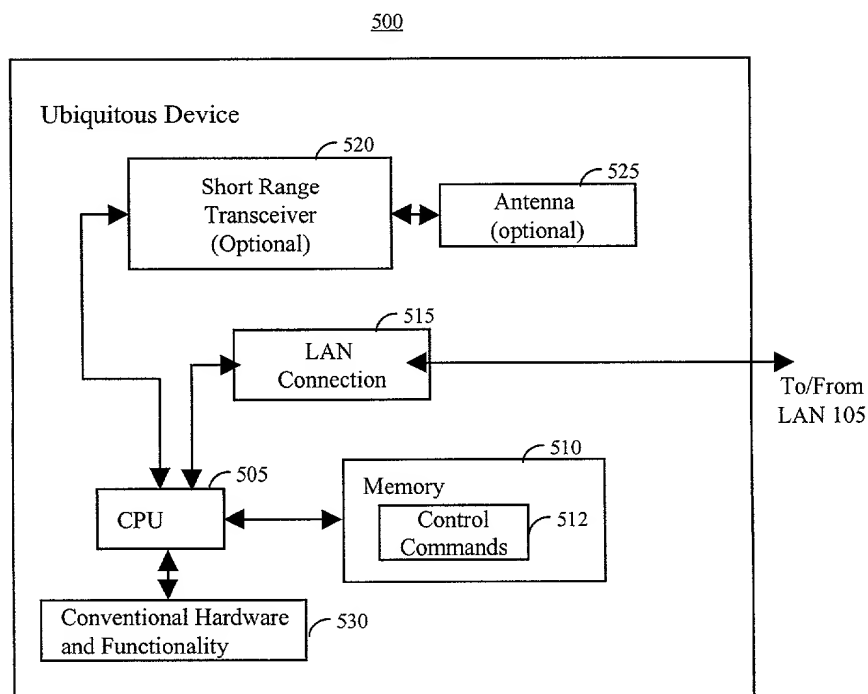 500
Ubiquitous Device
520
Short Range
Transceiver
(Optional)
525
Antenna
(optional)
515
LAN
Connection
To/From
LAN 105
505
CPU
510
Memory
Control
Commands
512
Conventional Hardware
and Functionality
530